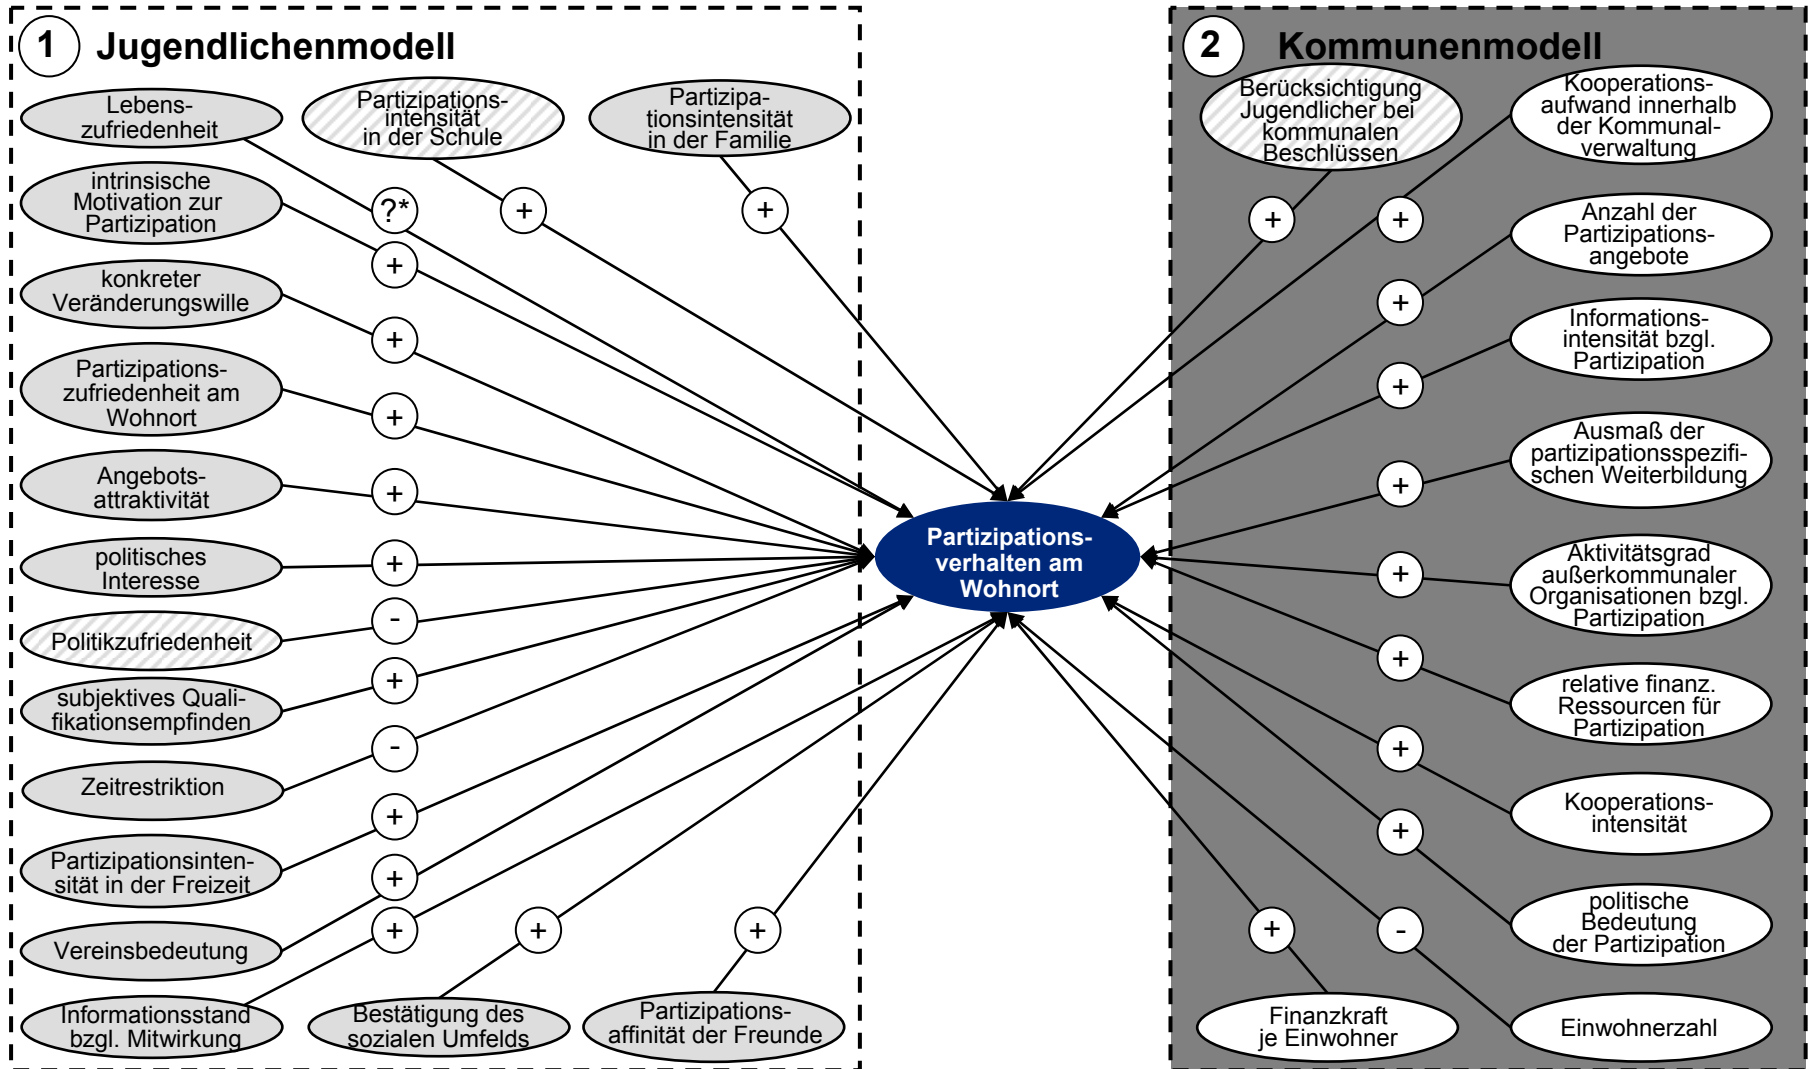 1 Jugendlichenmodell
Lebens-
zufriedenheit
Partizipations-
intensität
in der Schule
Partizipa-
tionsintensität
in der Familie
intrinsische
Motivation zur
Partizipation
konkreter
Veränderungswille
Partizipations-
zufriedenheit am
Wohnort
Angebots-
attraktivität
politisches
Interesse
Politikzufriedenheit
subjektives Quali-
fikationsempfinden
Zeitrestriktion
Partizipationsinten-
sität in der Freizeit
Vereinsbedeutung
Informationsstand
bzgl. Mitwirkung
Bestätigung des
sozialen Umfelds
Partizipations-
affinität der Freunde
?*
+
+
+
+
+
+
+
-
+
-
+
+
+
+
+
Partizipations-
verhalten am
Wohnort
2 Kommunenmodell
Berücksichtigung
Jugendlicher bei
kommunalen
Beschlüssen
Kooperations-
aufwand innerhalb
der Kommunal-
verwaltung
Anzahl der
Partizipations-
angebote
Informations-
intensität bzgl.
Partizipation
Ausmaß der
partizipationsspezifi-
schen Weiterbildung
Aktivitätsgrad
außerkommunaler
Organisationen bzgl.
Partizipation
relative finanz.
Ressourcen für
Partizipation
Kooperations-
intensität
politische
Bedeutung
der Partizipation
Finanzkraft
je Einwohner
Einwohnerzahl
+
+
+
+
+
+
+
+
+
+
-